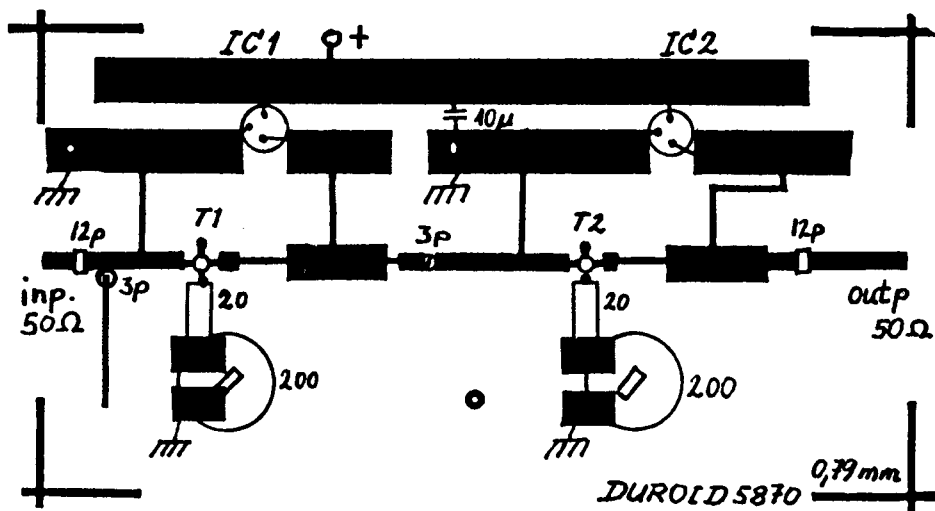 IC1
+
IC2
10µ
T1
T2
12p
3p
12p
3p
inp.
50Ω
20
20
outp
50Ω
200
200
0,79mm
DUROID 5870